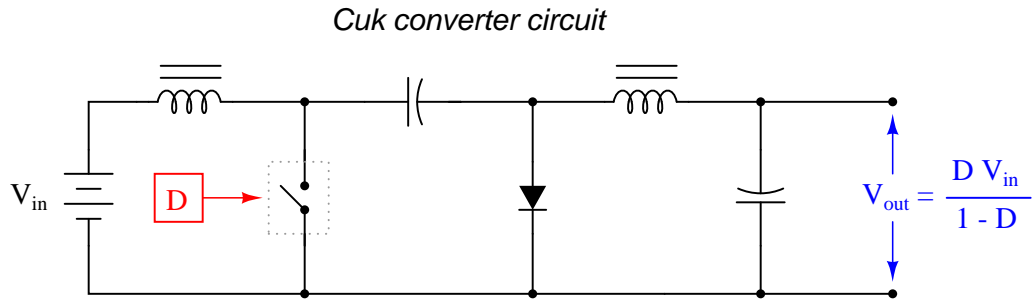 Cuk converter circuit
V_in
D
V_out = D V_in / 1 - D